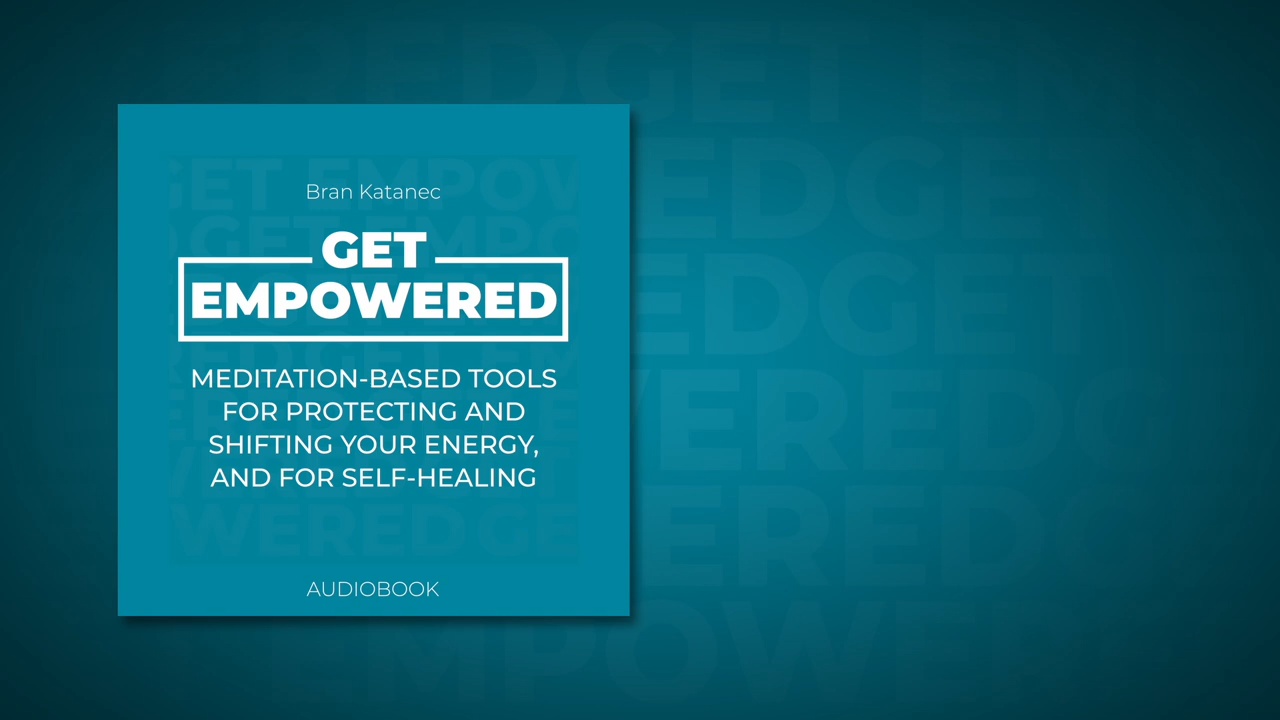 Bran Katanec
GET
EMPOWERED
MEDITATION-BASED TOOLS
FOR PROTECTING AND
SHIFTING YOUR ENERGY,
AND FOR SELF-HEALING
AUDIOBOOK